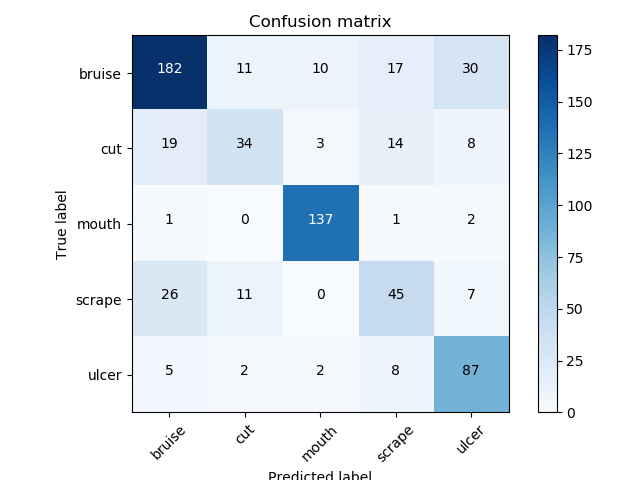 Confusion matrix
bruise 182 11 10 17 30
cut 19 34 3 14 8
mouth 1 0 137 1 2
scrape 26 11 0 45 7
ulcer 5 2 2 8 87
bruise cut mouth scrape ulcer
True label
Predicted label
175
150
125
100
75
50
25
0